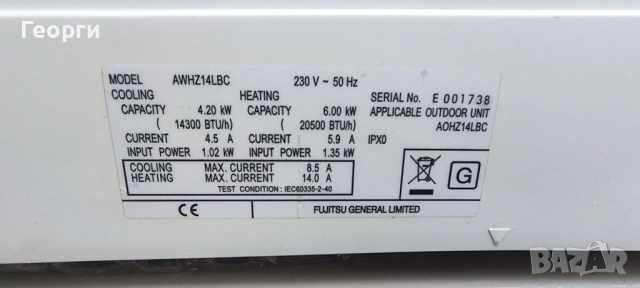 Георги
MODEL AWHZ14LBC 230 V ~ 50 Hz
COOLING HEATING
CAPACITY 4.20 kW CAPACITY 6.00 kW
( 14300 BTU/h) ( 20500 BTU/h)
CURRENT 4.5 A CURRENT 5.9 A
INPUT POWER 1.02 kW INPUT POWER 1.35 kW
COOLING MAX. CURRENT 8.5 A
HEATING MAX. CURRENT 14.0 A
TEST CONDITION : IEC60335-2-40
SERIAL No. E 001738
APPLICABLE OUTDOOR UNIT
AOHZ14LBC
IPX0
G
CE
FUJITSU GENERAL LIMITED
BAZAR